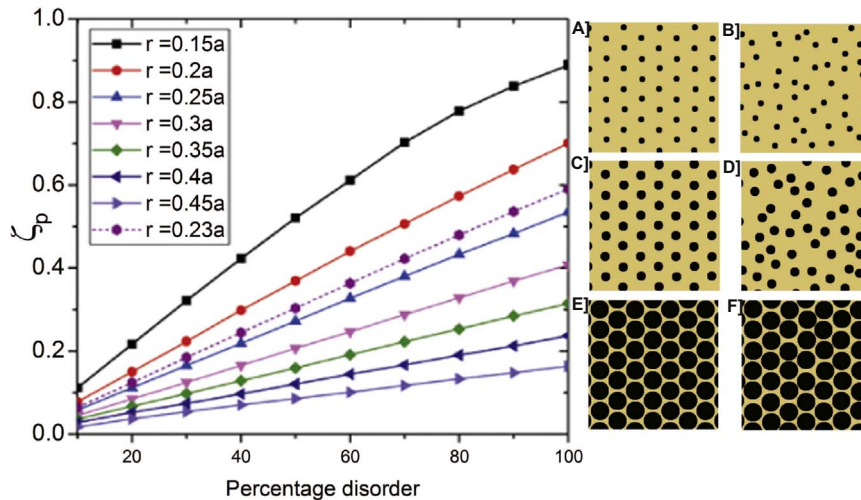 1.0
0.8
0.6
0.4
0.2
0.0
ζp
r =0.15a
r =0.2a
r =0.25a
r =0.3a
r =0.35a
r =0.4a
r =0.45a
r =0.23a
20 40 60 80 100
Percentage disorder
A] B]
C] D]
E] F]